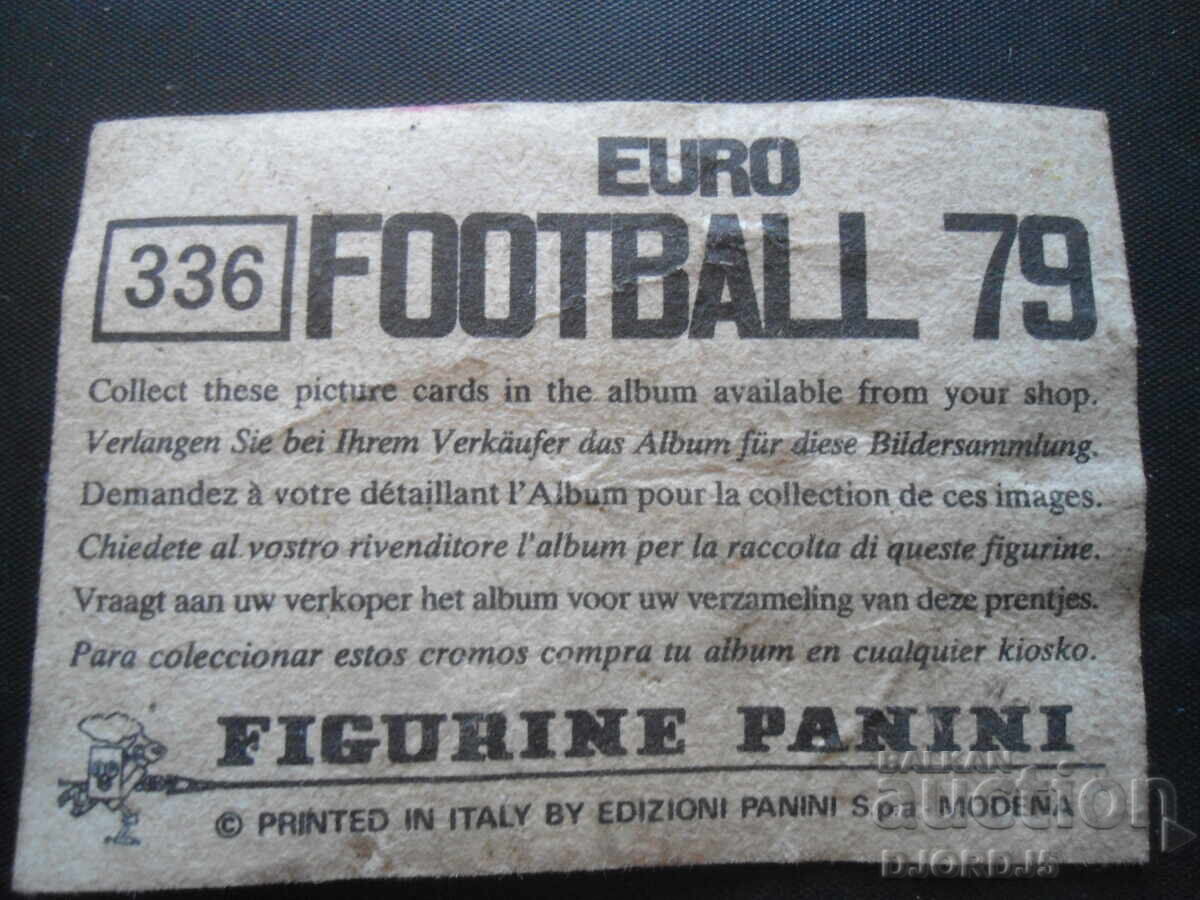 EURO
336 FOOTBALL 79
Collect these picture cards in the album available from your shop.
Verlangen Sie bei Ihrem Verkäufer das Album für diese Bildersammlung.
Demandez à votre détaillant l'Album pour la collection de ces images.
Chiedete al vostro rivenditore l'album per la raccolta di queste figurine.
Vraagt aan uw verkoper het album voor uw verzameling van deze prentjes.
Para coleccionar estos cromos compra tu album en cualquier kiosko.
FIGURINE PANINI
© PRINTED IN ITALY BY EDIZIONI PANINI S.p.a. MODENA
BALKAN
auction
DJORDJ5